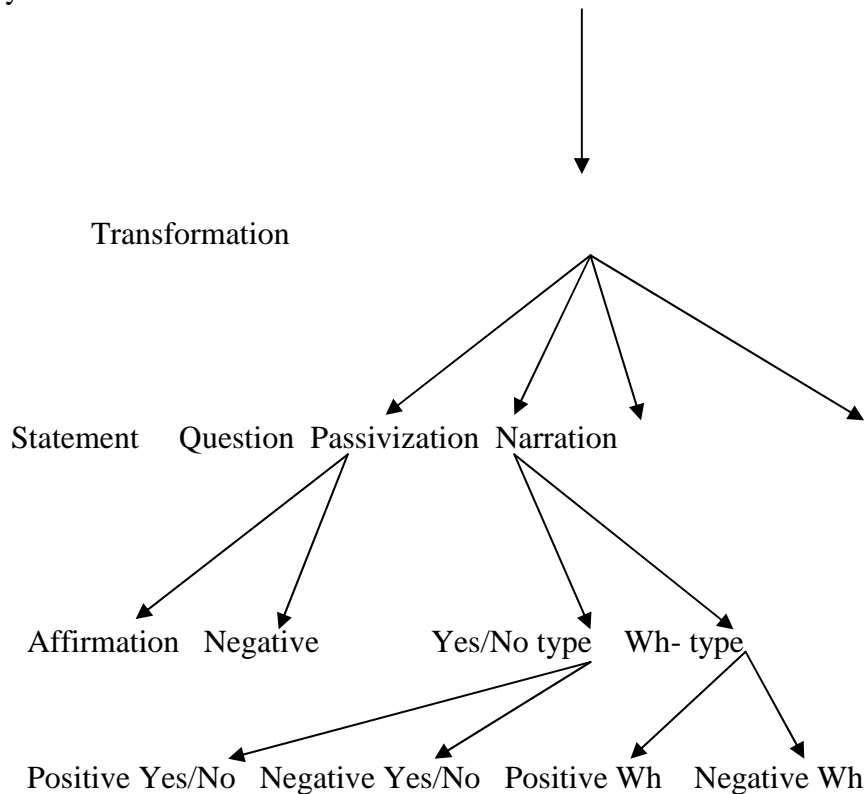 Transformation
Statement Question Passivization Narration
Affirmation Negative Yes/No type Wh- type
Positive Yes/No Negative Yes/No Positive Wh Negative Wh